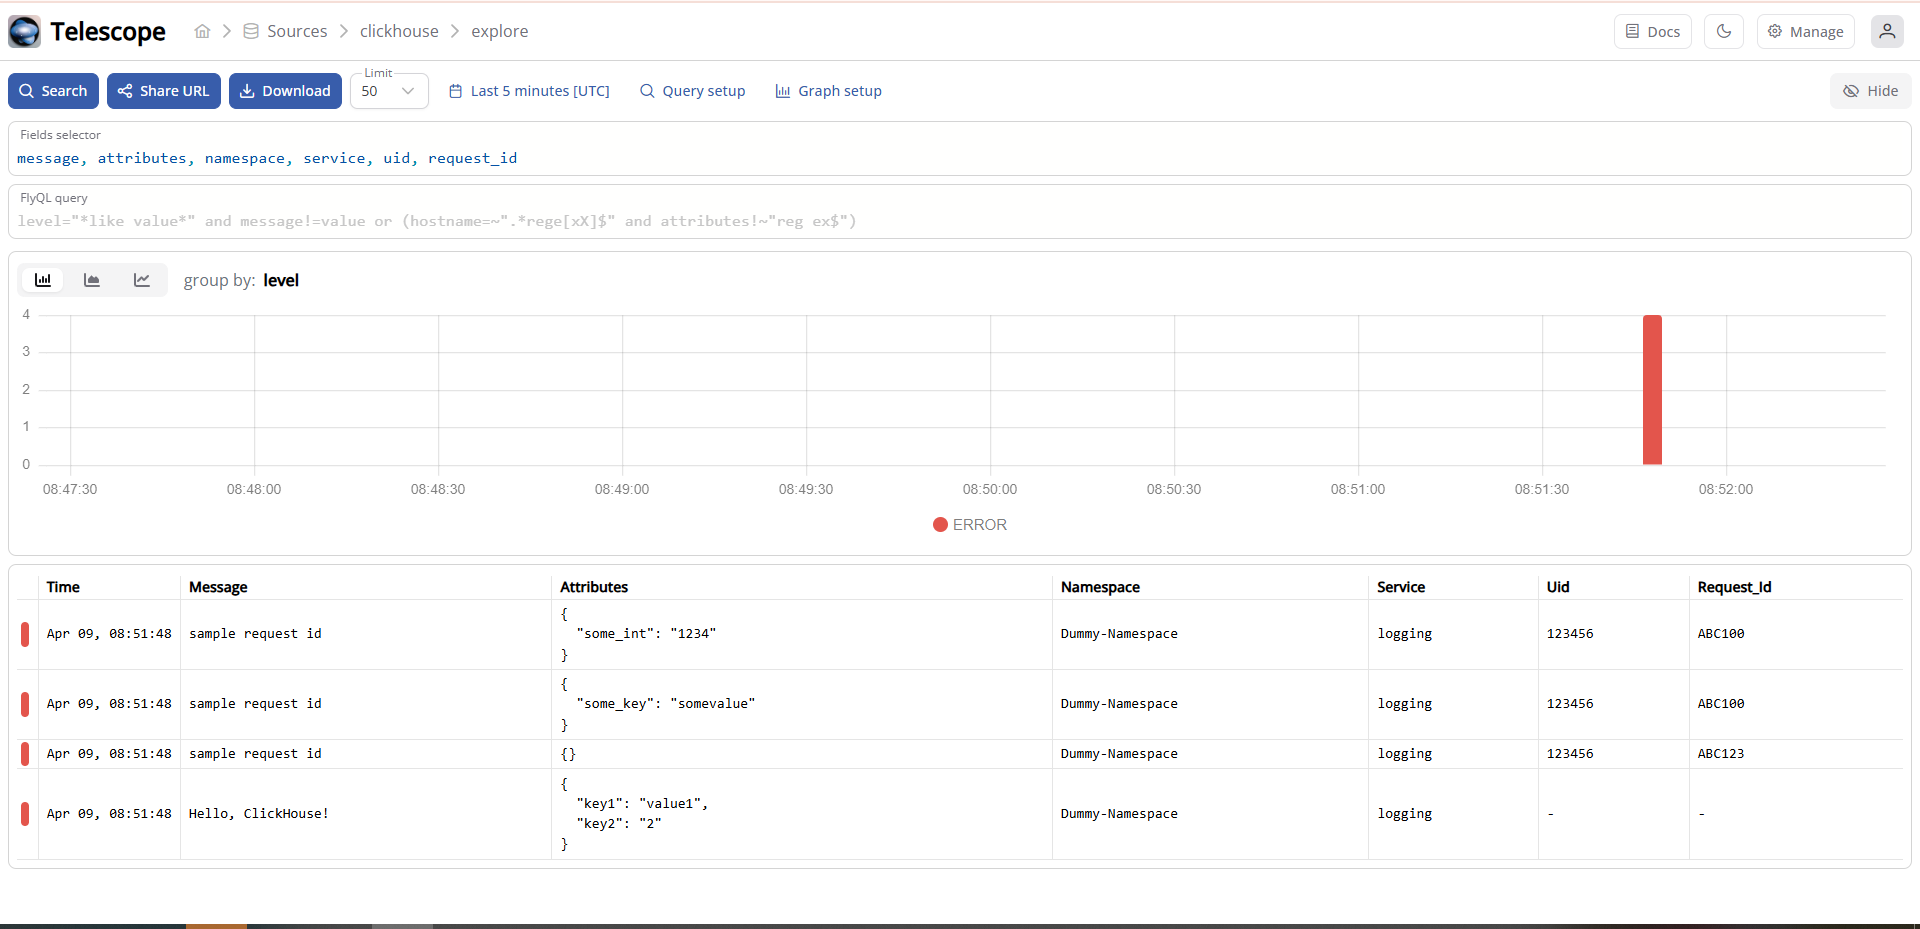 Telescope Sources clickhouse explore Docs Manage
Search Share URL Download Limit 50 Last 5 minutes [UTC] Query setup Graph setup Hide
Fields selector
message, attributes, namespace, service, uid, request_id
FlyQL query
level="*like value*" and message!=value or (hostname=~".*rege[xX]$" and attributes!~"reg ex$")
group by: level
4
3
2
1
0
08:47:30 08:48:00 08:48:30 08:49:00 08:49:30 08:50:00 08:50:30 08:51:00 08:51:30 08:52:00
ERROR
Time Message Attributes Namespace Service Uid Request_Id
{
Apr 09, 08:51:48 sample request id "some_int": "1234" Dummy-Namespace logging 123456 ABC100
}
{
Apr 09, 08:51:48 sample request id "some_key": "somevalue" Dummy-Namespace logging 123456 ABC100
}
Apr 09, 08:51:48 sample request id {} Dummy-Namespace logging 123456 ABC123
{
"key1": "value1",
Apr 09, 08:51:48 Hello, ClickHouse! Dummy-Namespace logging - -
"key2": "2"
}